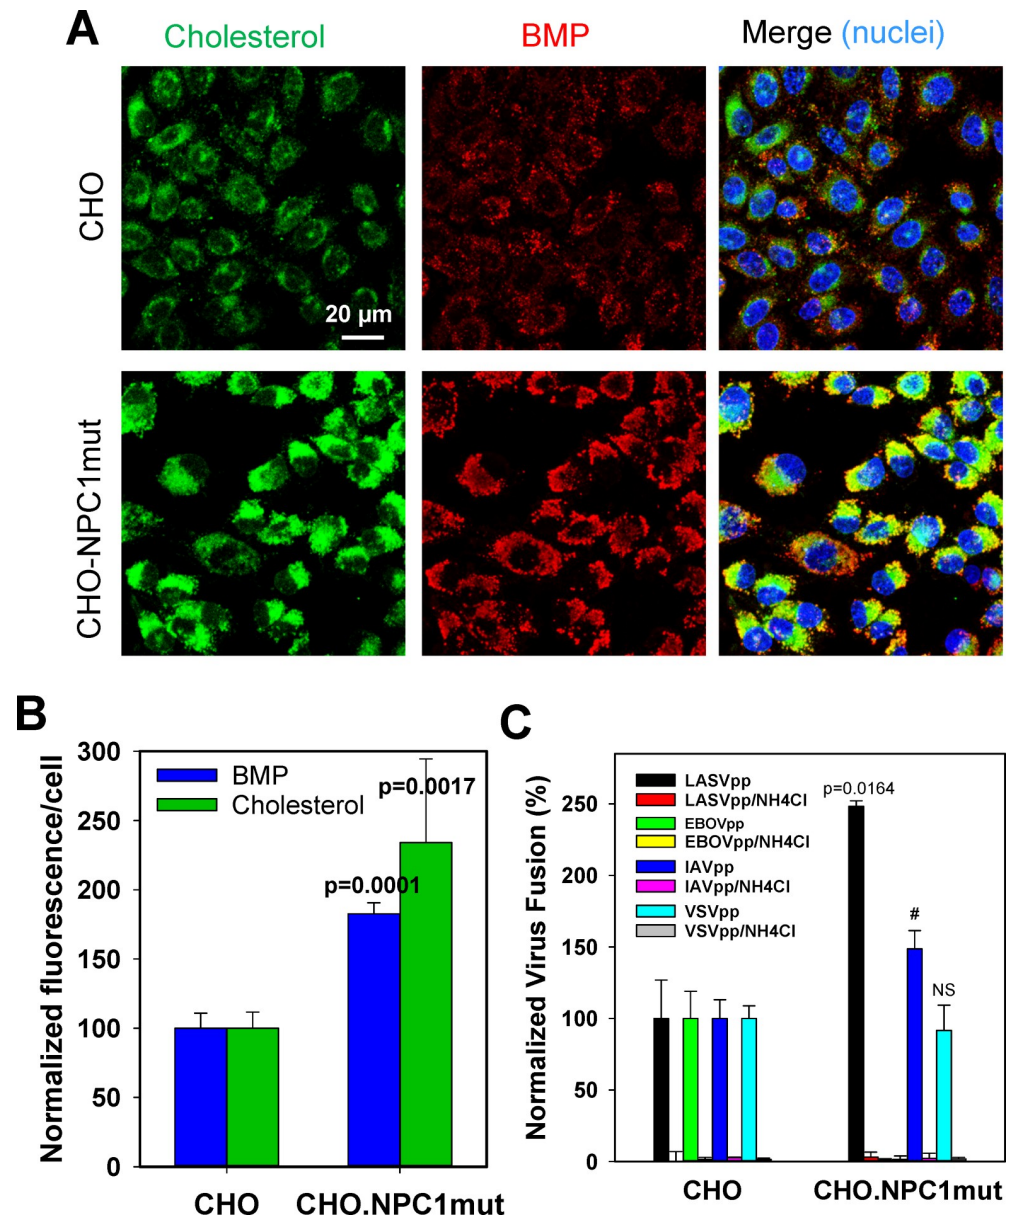 A
Cholesterol
BMP
Merge (nuclei)
CHO
20 µm
CHO-NPC1mut
B
Normalized fluorescence/cell
300
250
200
150
100
50
0
BMP
Cholesterol
p=0.0017
p=0.0001
CHO
CHO.NPC1mut
C
Normalized Virus Fusion (%)
250
200
150
100
50
0
LASVpp
LASVpp/NH4Cl
EBOVpp
EBOVpp/NH4Cl
IAVpp
IAVpp/NH4Cl
VSVpp
VSVpp/NH4Cl
p=0.0164
#
NS
CHO
CHO.NPC1mut